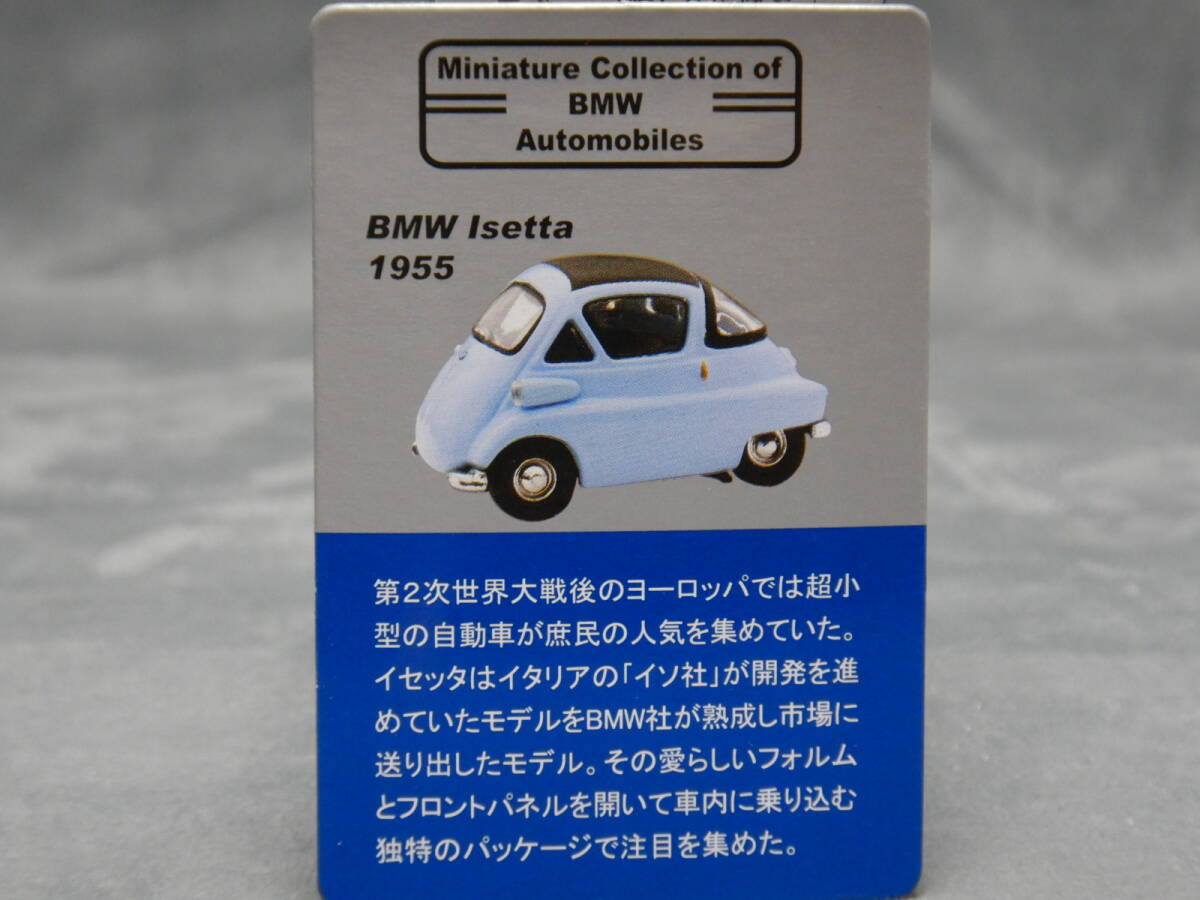 Miniature Collection of
BMW
Automobiles
BMW Isetta
1955
第2次世界大戦後のヨーロッパでは超小
型の自動車が庶民の人気を集めていた。
イセッタはイタリアの「イソ社」が開発を進
めていたモデルをBMW社が熟成し市場に
送り出したモデル。その愛らしいフォルム
とフロントパネルを開いて車内に乗り込む
独特のパッケージで注目を集めた。